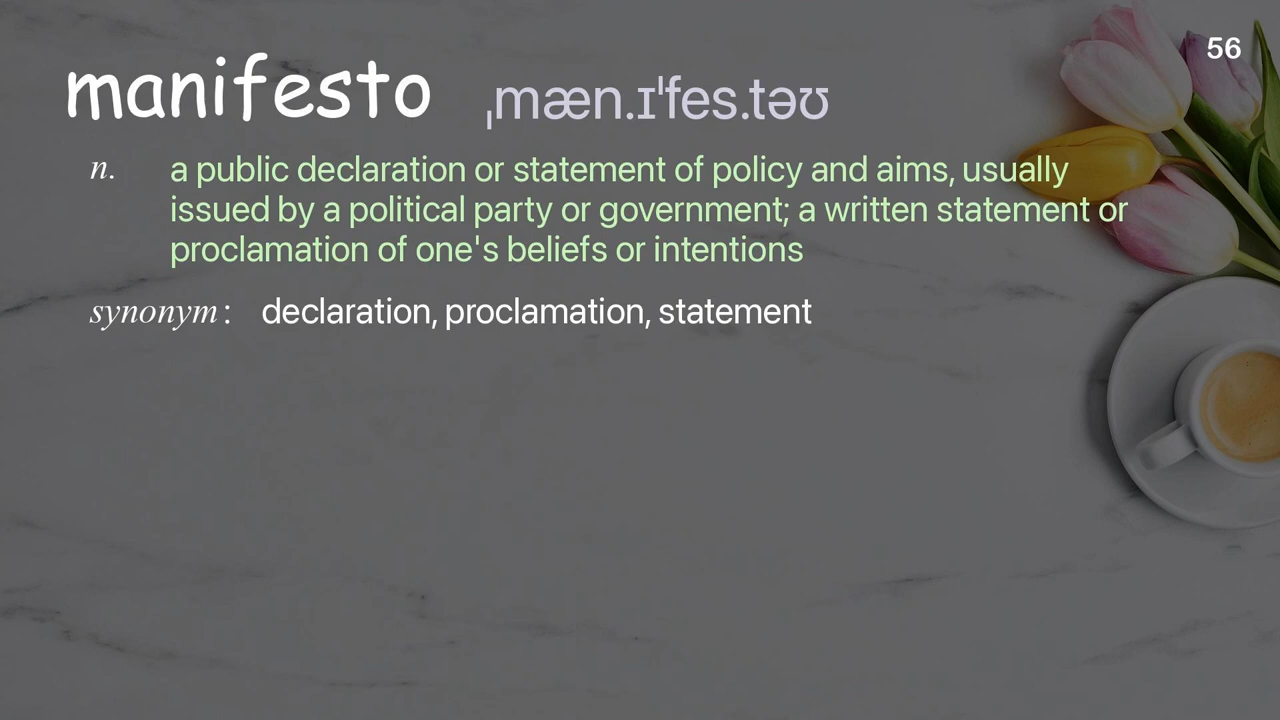 56
manifesto ˌmæn.ɪˈfes.təʊ
n. a public declaration or statement of policy and aims, usually
issued by a political party or government; a written statement or
proclamation of one's beliefs or intentions
synonym: declaration, proclamation, statement